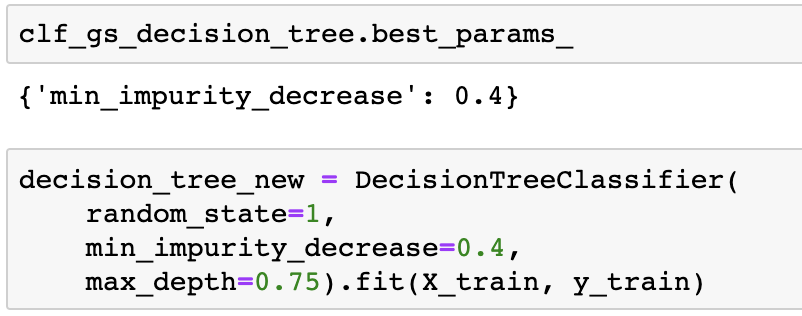 clf_gs_decision_tree.best_params_
{'min_impurity_decrease': 0.4}
decision_tree_new = DecisionTreeClassifier(
    random_state=1,
    min_impurity_decrease=0.4,
    max_depth=0.75).fit(X_train, y_train)